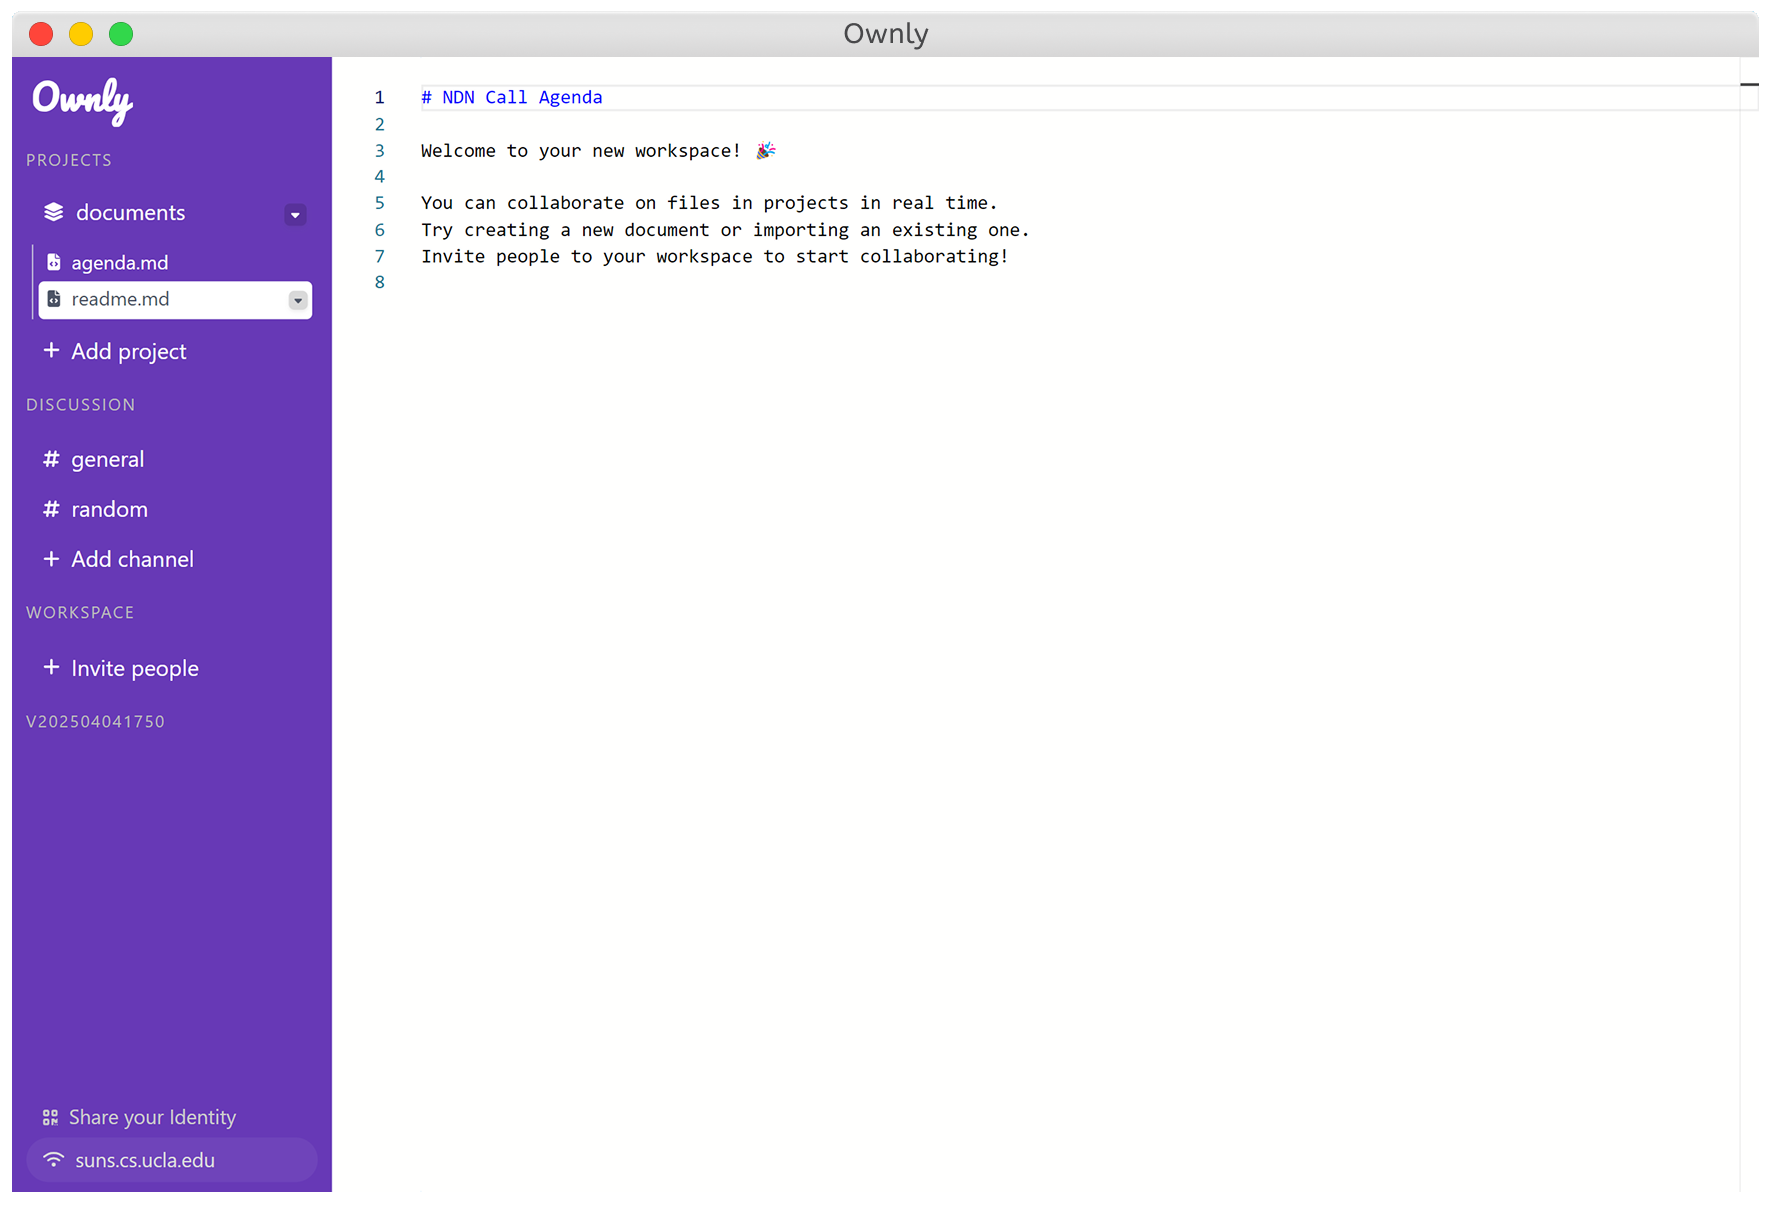 Ownly
Ownly
PROJECTS
documents
agenda.md
readme.md
+ Add project
DISCUSSION
# general
# random
+ Add channel
WORKSPACE
+ Invite people
V202504041750
Share your Identity
suns.cs.ucla.edu
1 # NDN Call Agenda
2
3 Welcome to your new workspace! 🎉
4
5 You can collaborate on files in projects in real time.
6 Try creating a new document or importing an existing one.
7 Invite people to your workspace to start collaborating!
8